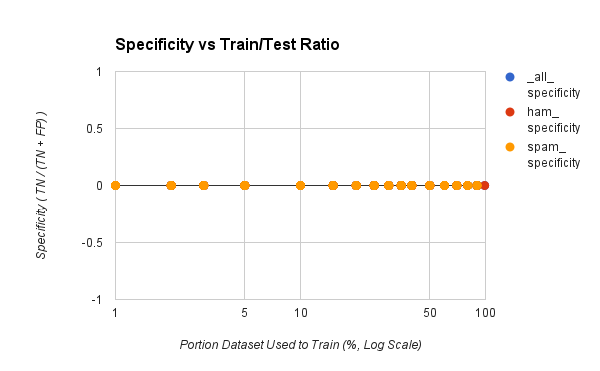 Specificity vs Train/Test Ratio
1
0.5
0
-0.5
-1
Specificity ( TN / (TN + FP) )
1
5
10
50
100
Portion Dataset Used to Train (%, Log Scale)
_all_
specificity
ham_
specificity
spam_
specificity